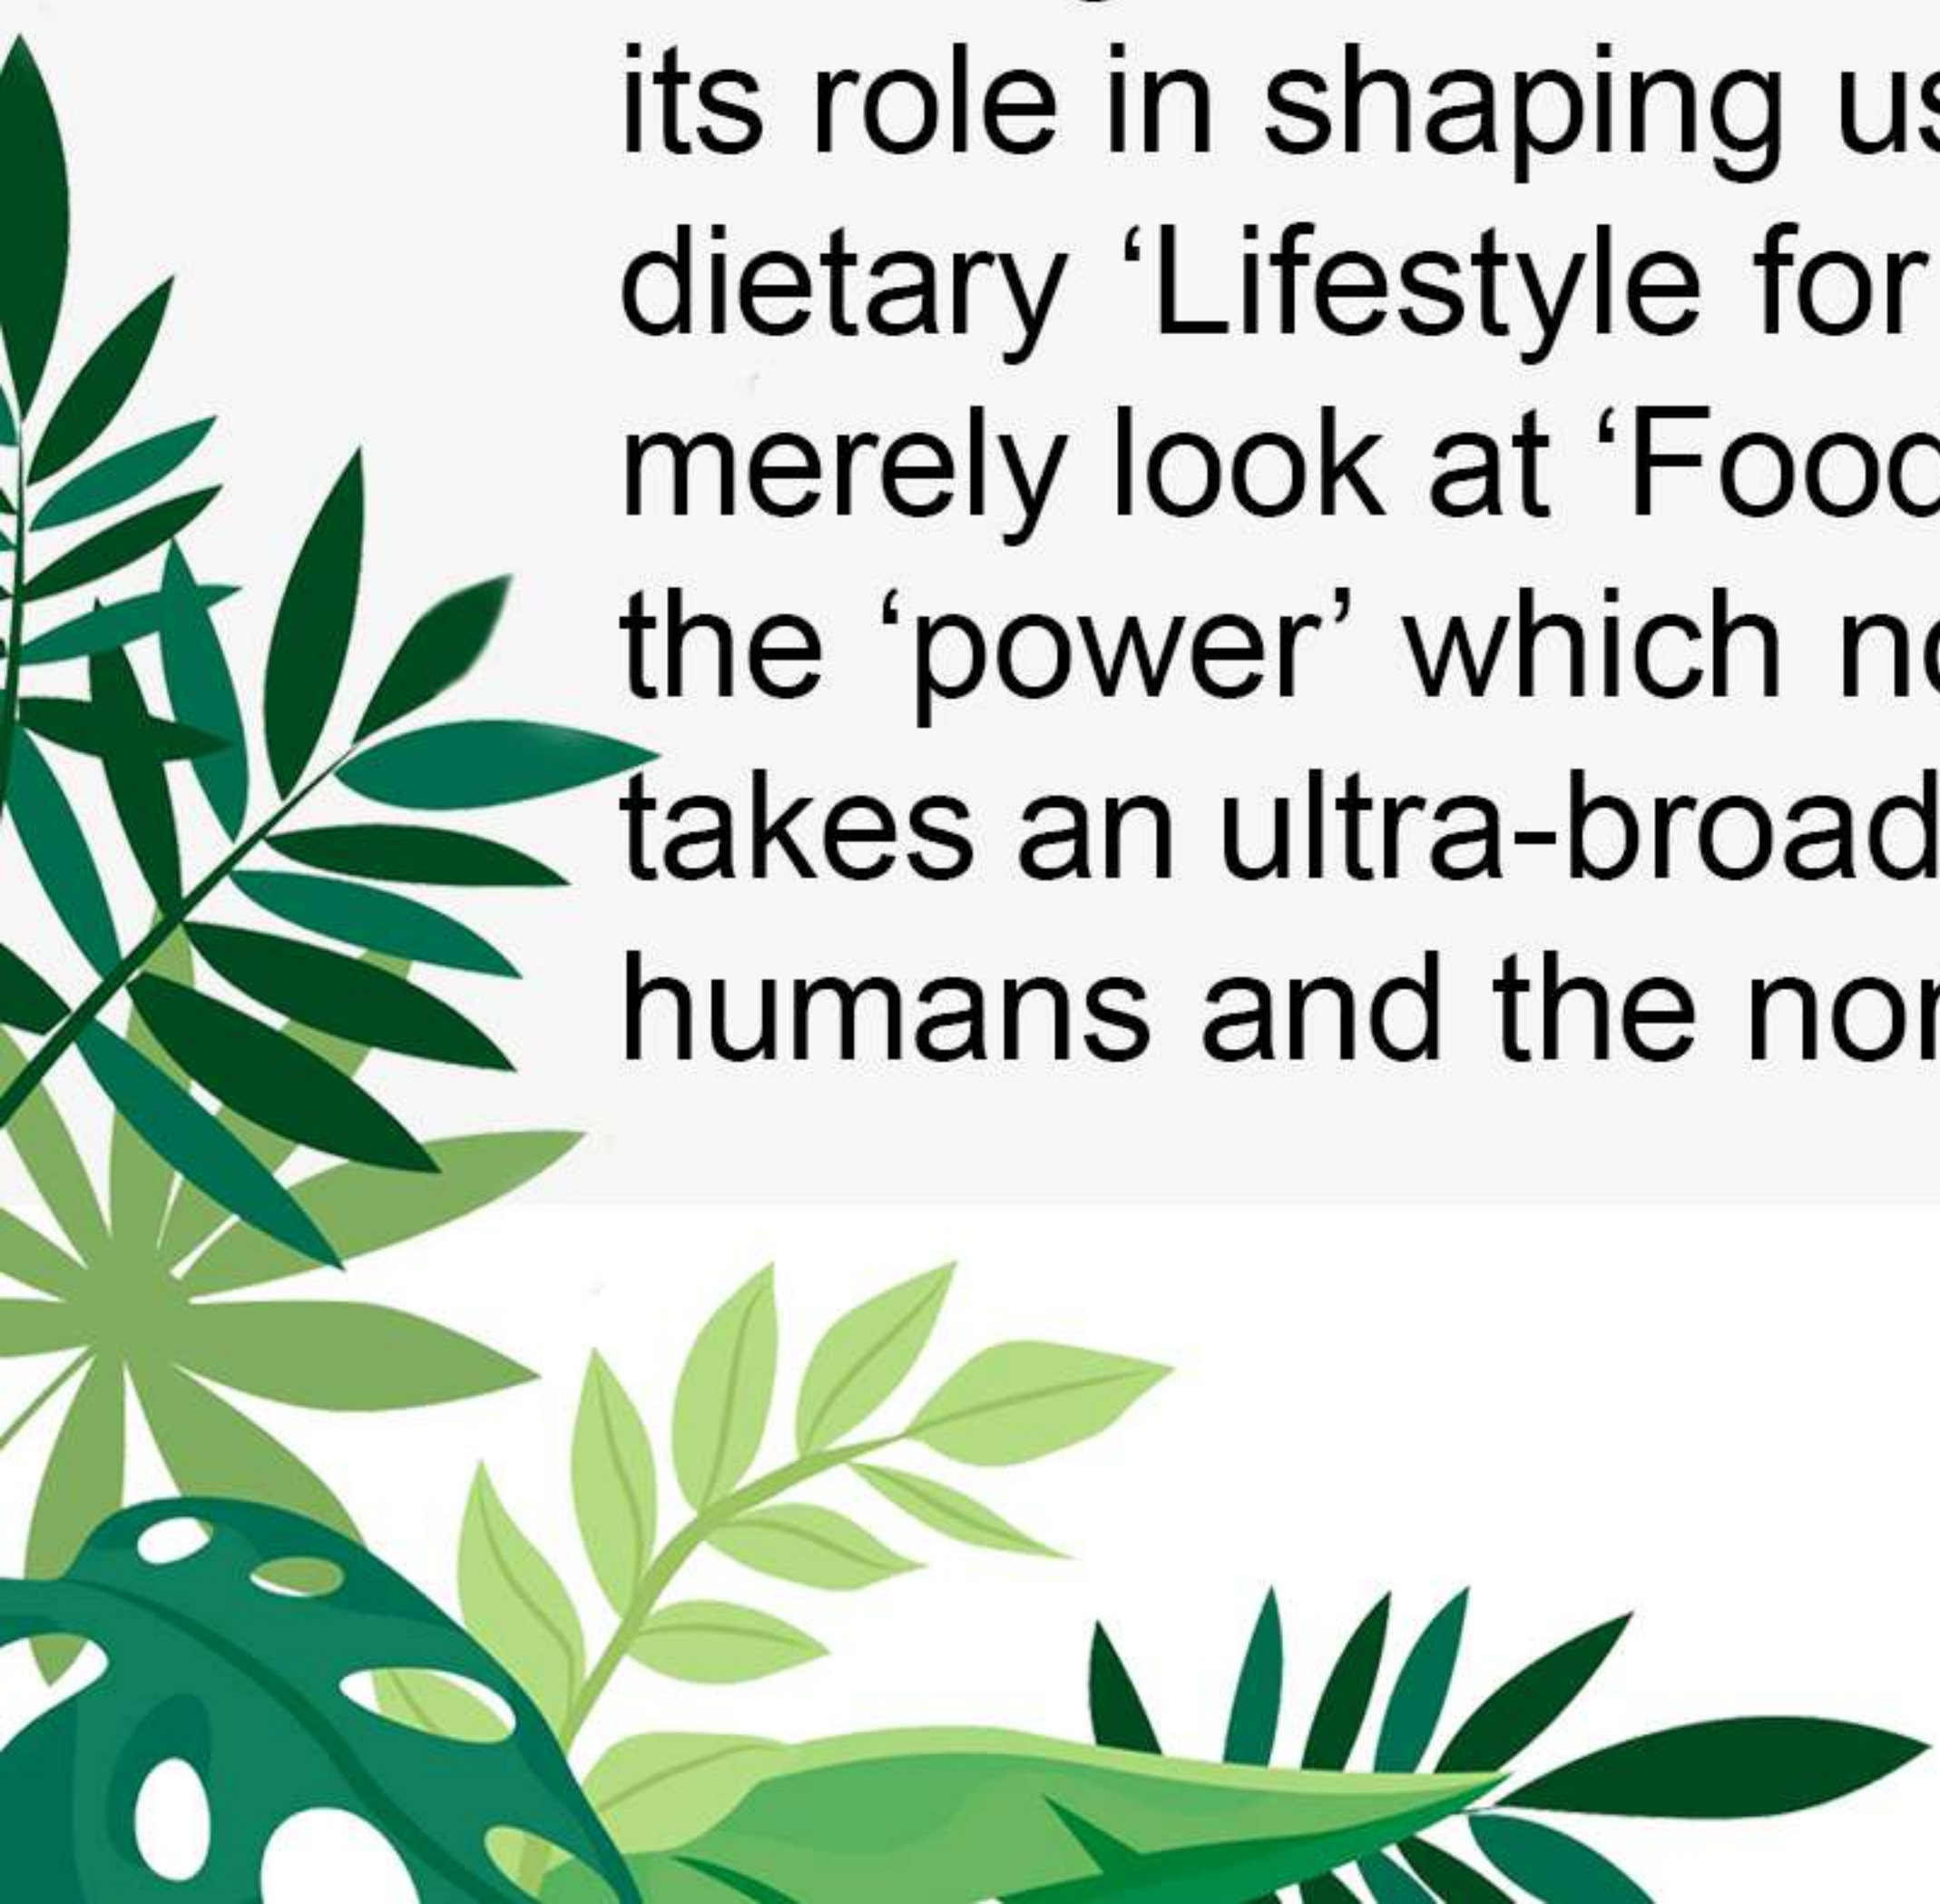 its role in shaping us
dietary ‘Lifestyle for
merely look at ‘Food
the ‘power’ which
takes an ultra-broad
humans and the